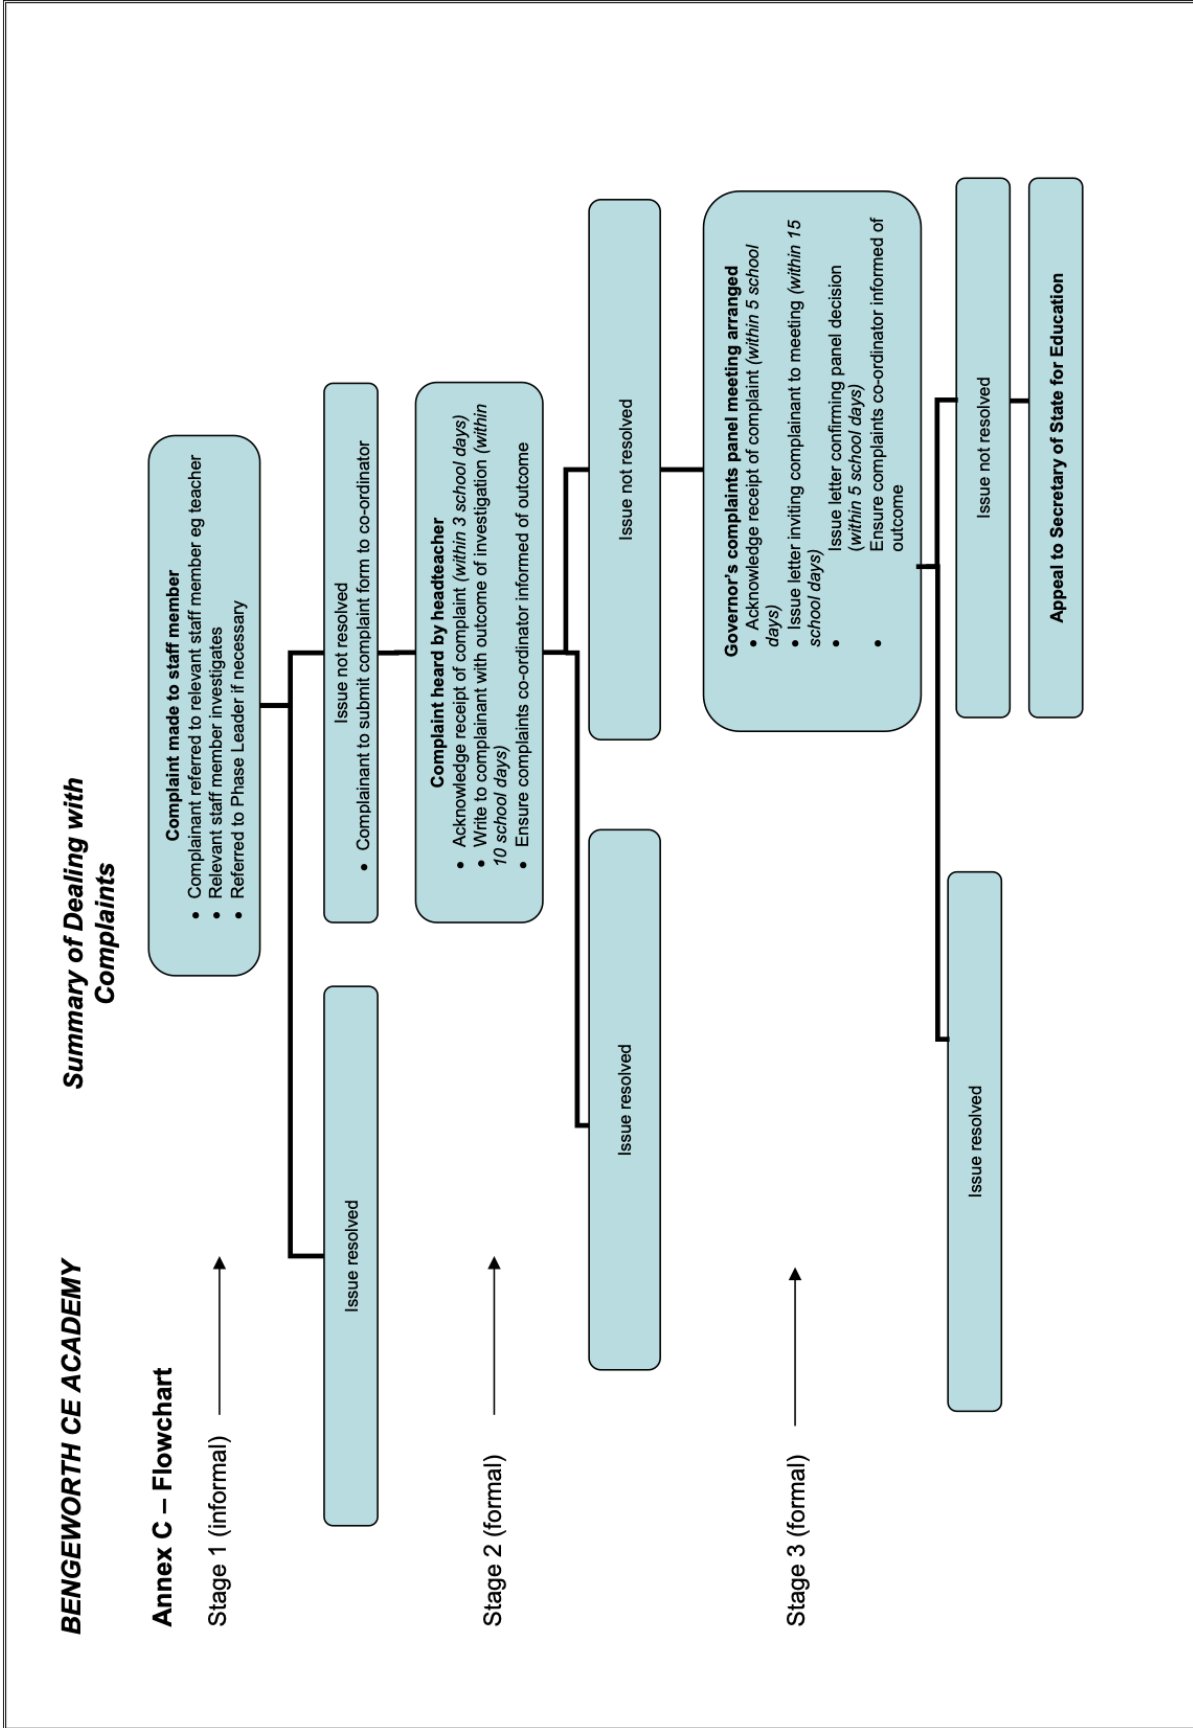 BENGEWORTH CE ACADEMY
Summary of Dealing with
Complaints
Annex C – Flowchart
Stage 1 (informal)
Complaint made to staff member
• Complainant referred to relevant staff member eg teacher
• Relevant staff member investigates
• Referred to Phase Leader if necessary
Issue resolved
Issue not resolved
• Complainant to submit complaint form to co-ordinator
Stage 2 (formal)
Complaint heard by headteacher
• Acknowledge receipt of complaint (within 3 school days)
• Write to complainant with outcome of investigation (within
10 school days)
• Ensure complaints co-ordinator informed of outcome
Issue resolved
Issue not resolved
Stage 3 (formal)
Governor’s complaints panel meeting arranged
• Acknowledge receipt of complaint (within 5 school
days)
• Issue letter inviting complainant to meeting (within 15
school days)
• Issue letter confirming panel decision
(within 5 school days)
• Ensure complaints co-ordinator informed of
outcome
Issue resolved
Issue not resolved
Appeal to Secretary of State for Education